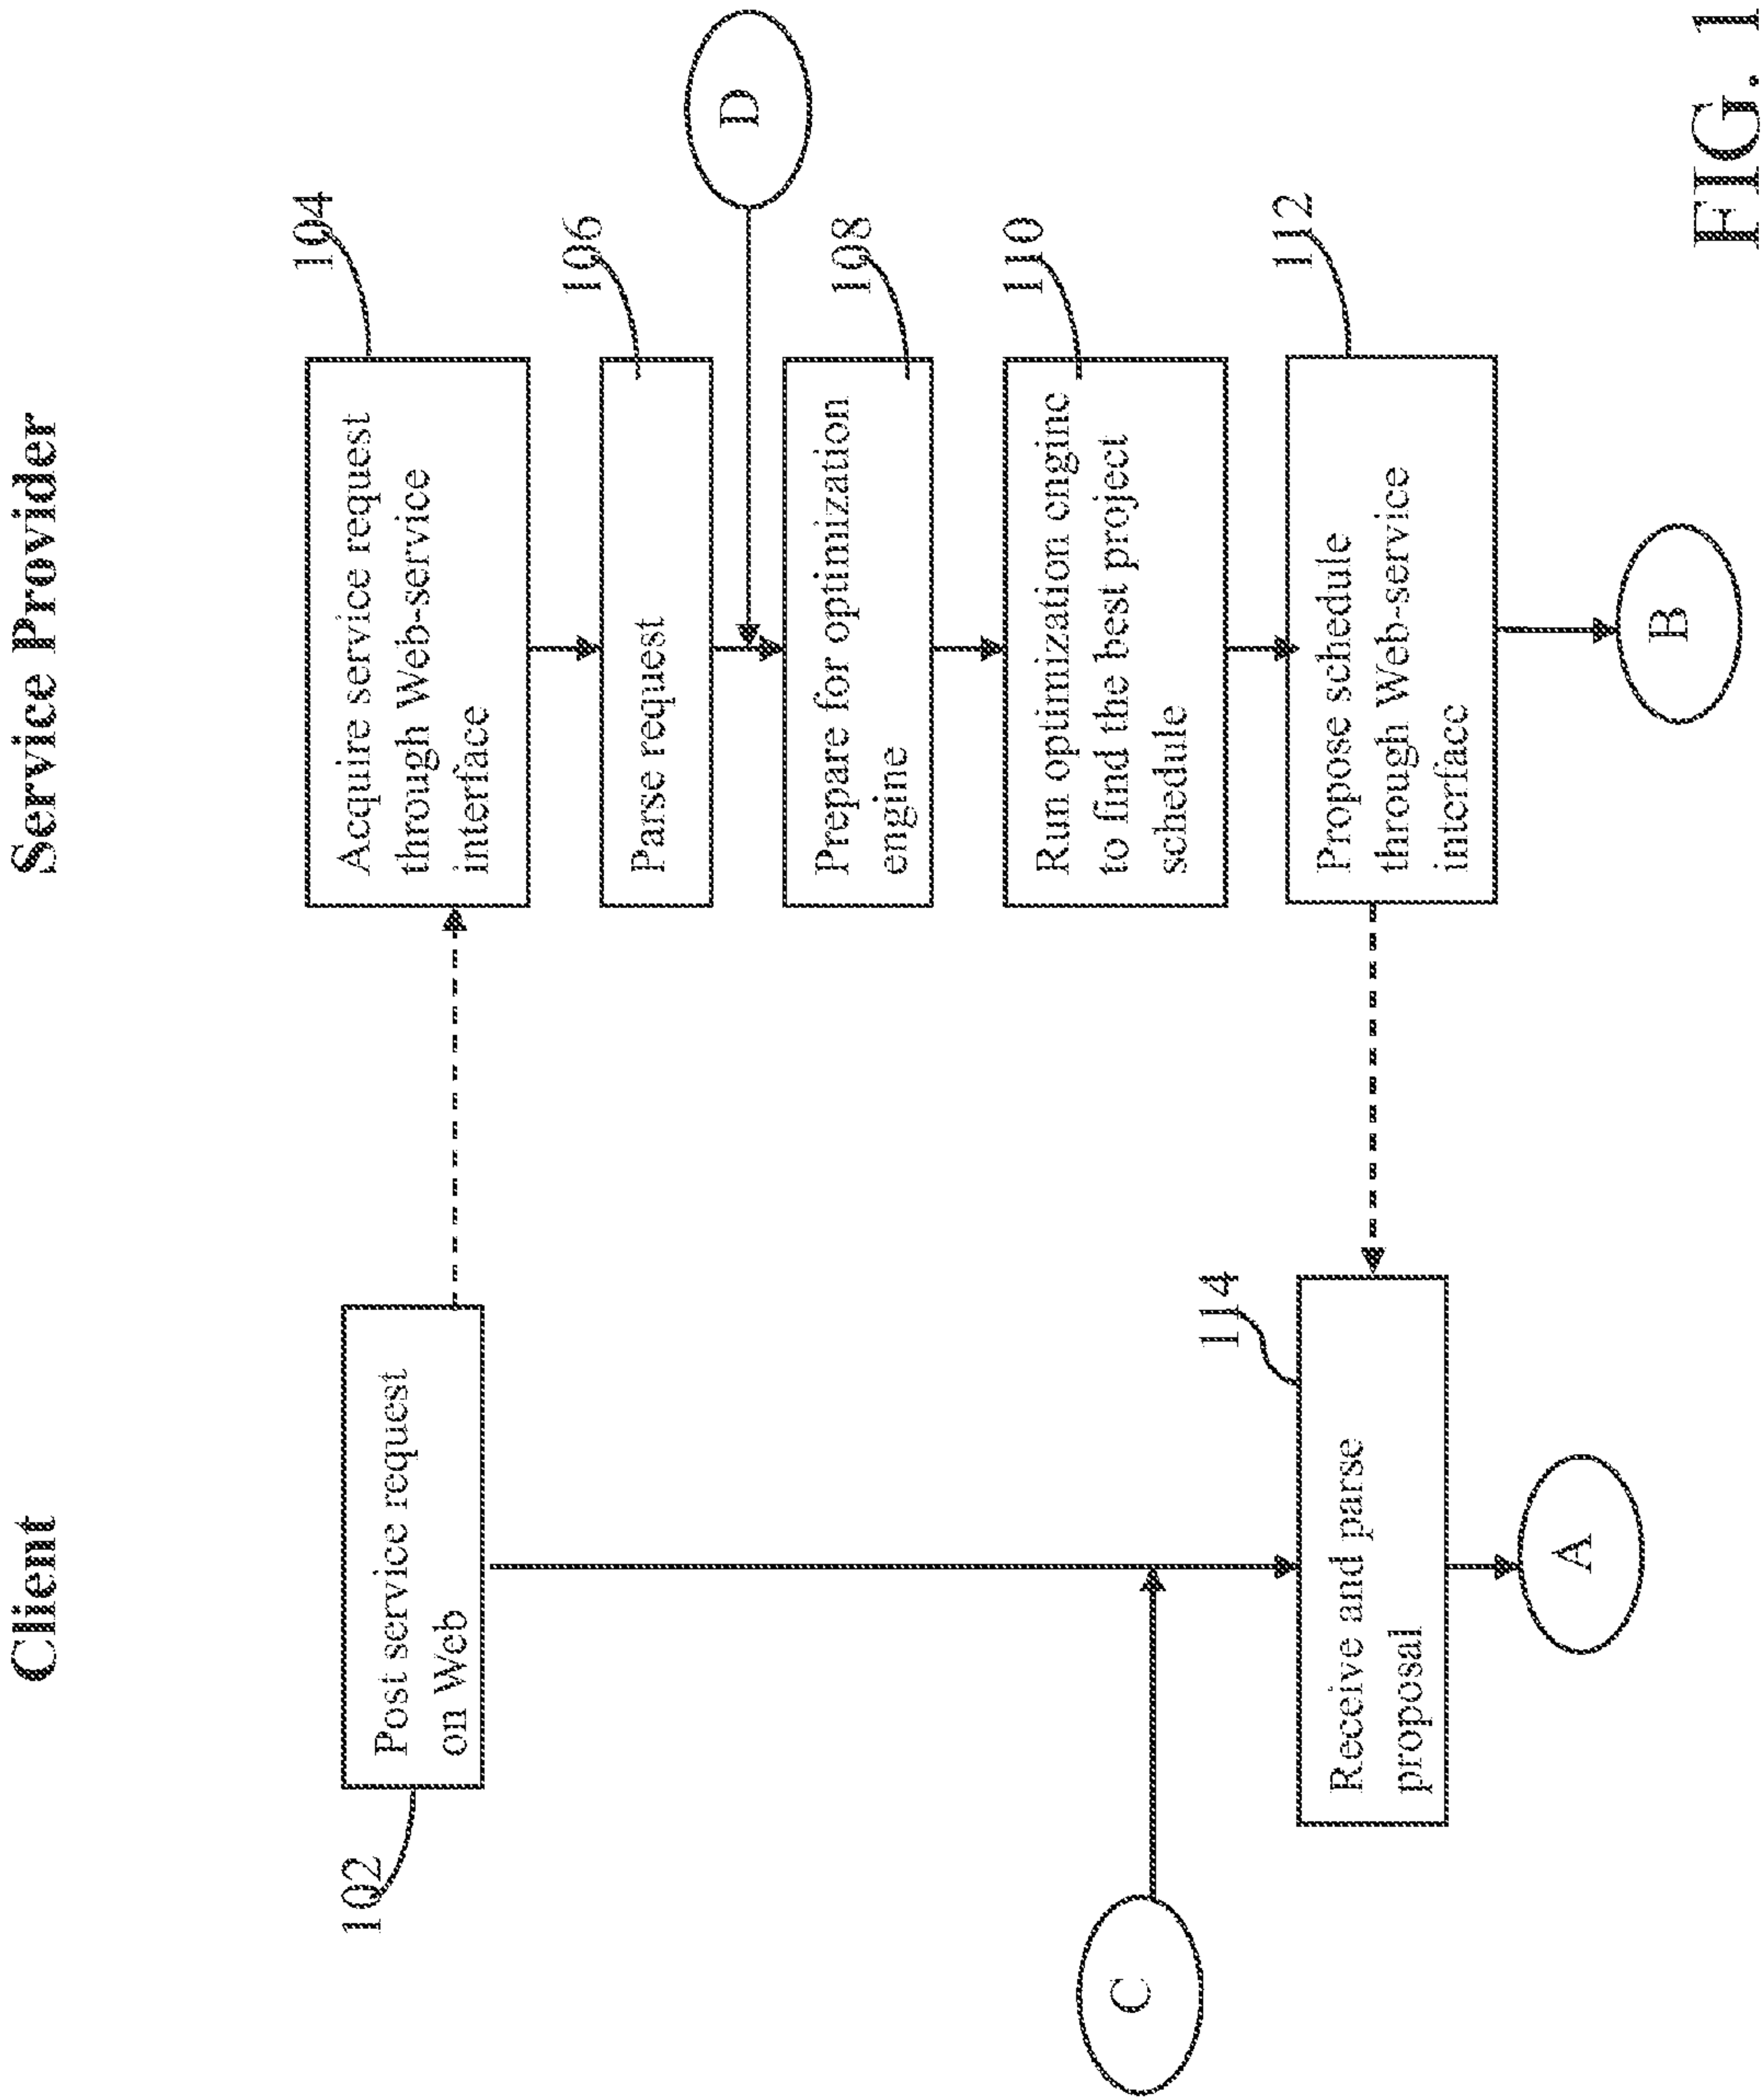 Client
Service Provider
102
Post service request
on Web
104
Acquire service request
through Web-service
interface
106
Parse request
D
108
Prepare for optimization
engine
110
Run optimization engine
to find the best project
schedule
112
Propose schedule
through Web-service
interface
C
114
Receive and parse
proposal
A
B
FIG. 1